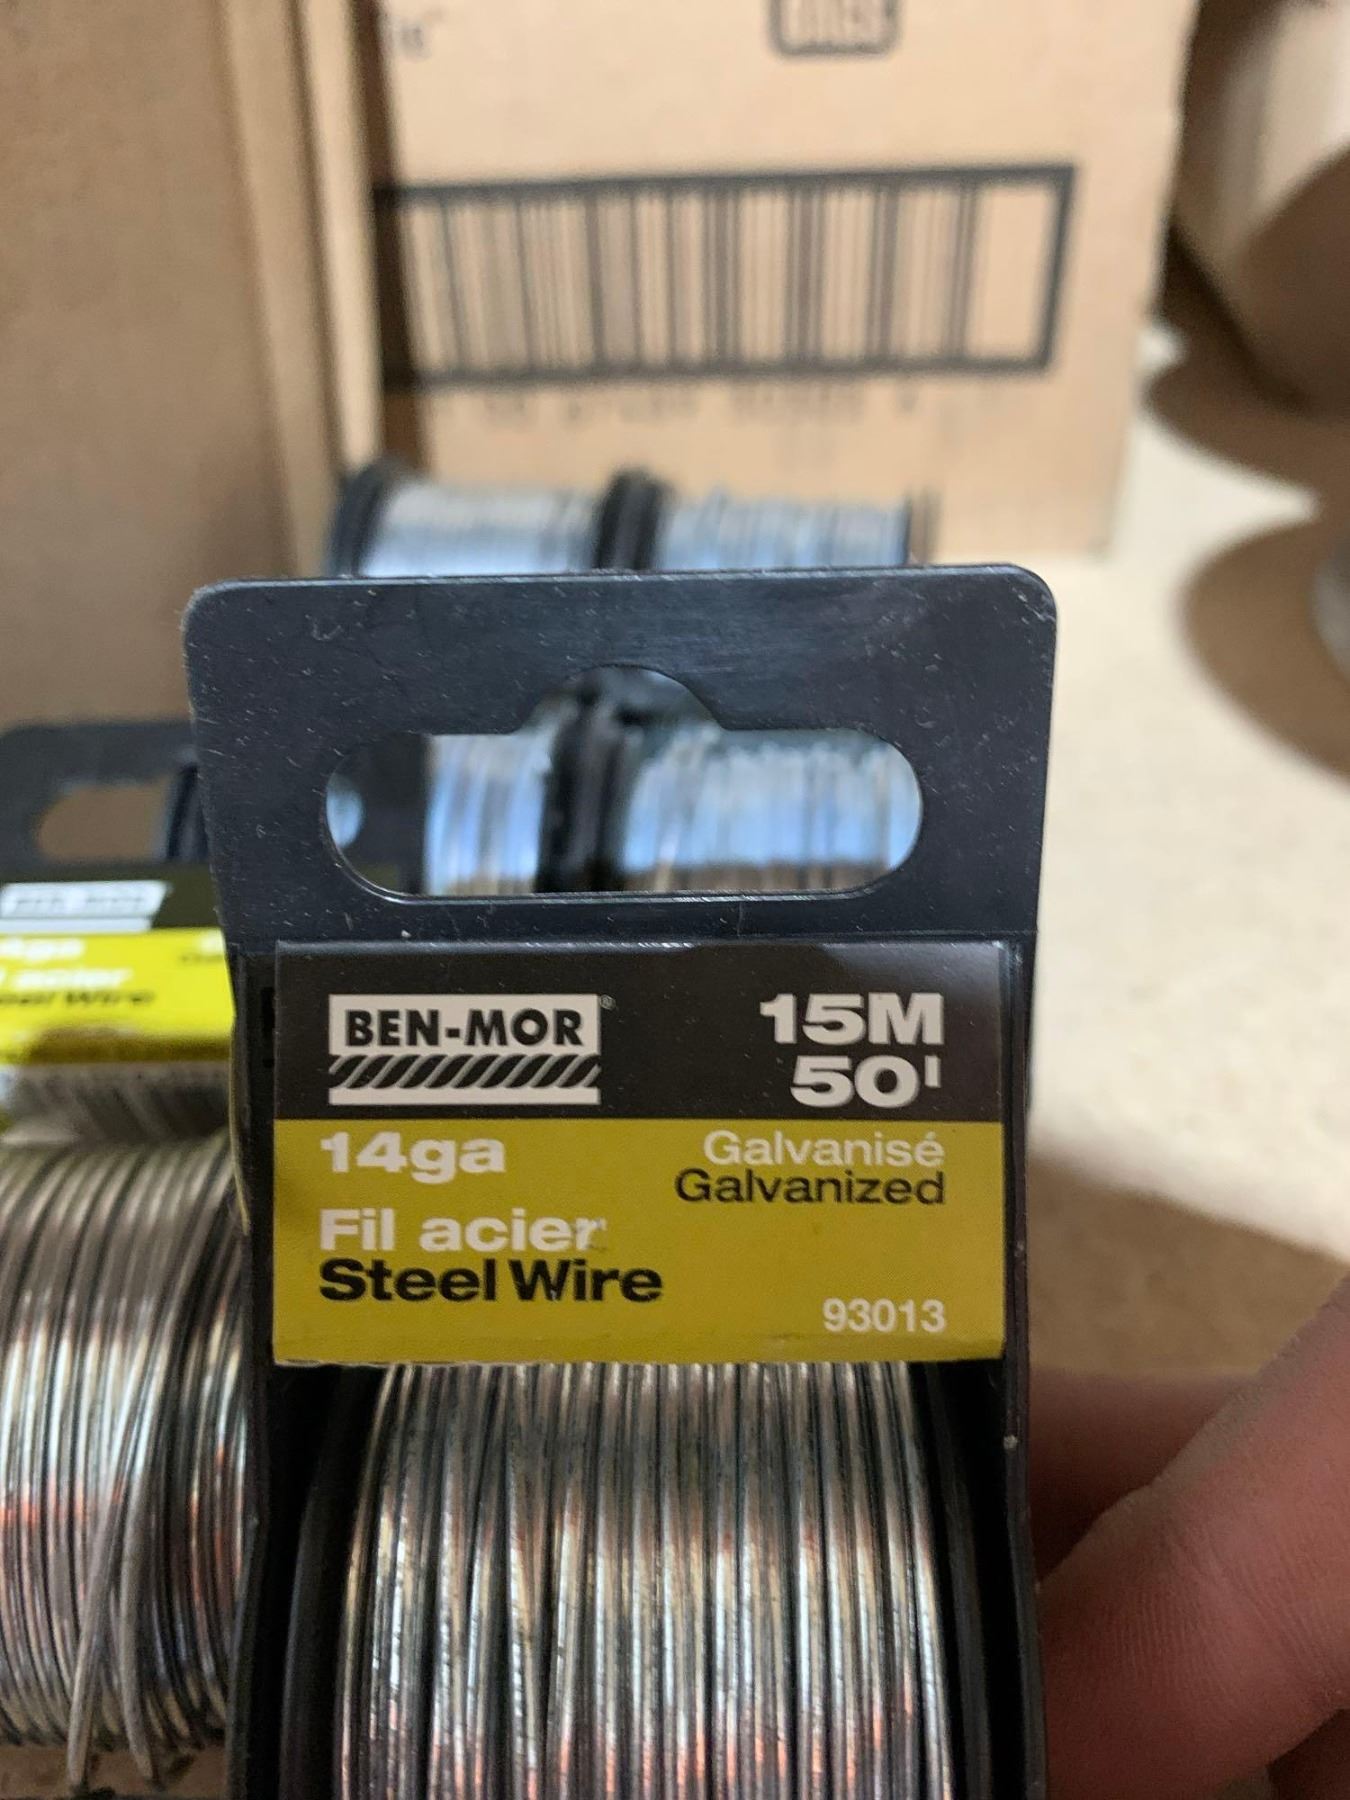 BEN-MOR®
15M
50'
14ga
Galvanisé
Galvanized
Fil acier
Steel Wire
93013